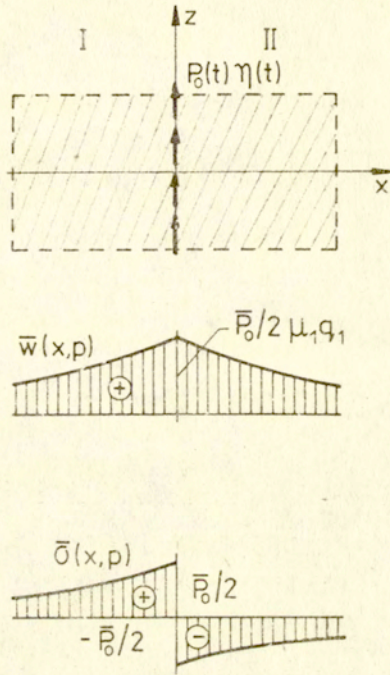 I
II
z
P₀(t) η(t)
x
w̄(x,p)
P̄₀/2 μ₁q₁
+
σ̄(x,p)
P̄₀/2
+
- P̄₀/2
−